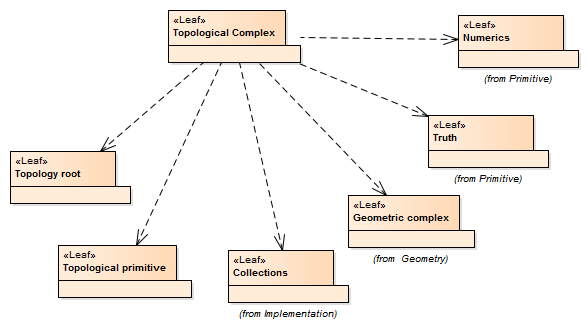 «Leaf»
Topological Complex
«Leaf»
Numerics
(from Primitive)
«Leaf»
Truth
(from Primitive)
«Leaf»
Topology root
«Leaf»
Geometric complex
(from  Geometry)
«Leaf»
Topological primitive
«Leaf»
Collections
(from Implementation)